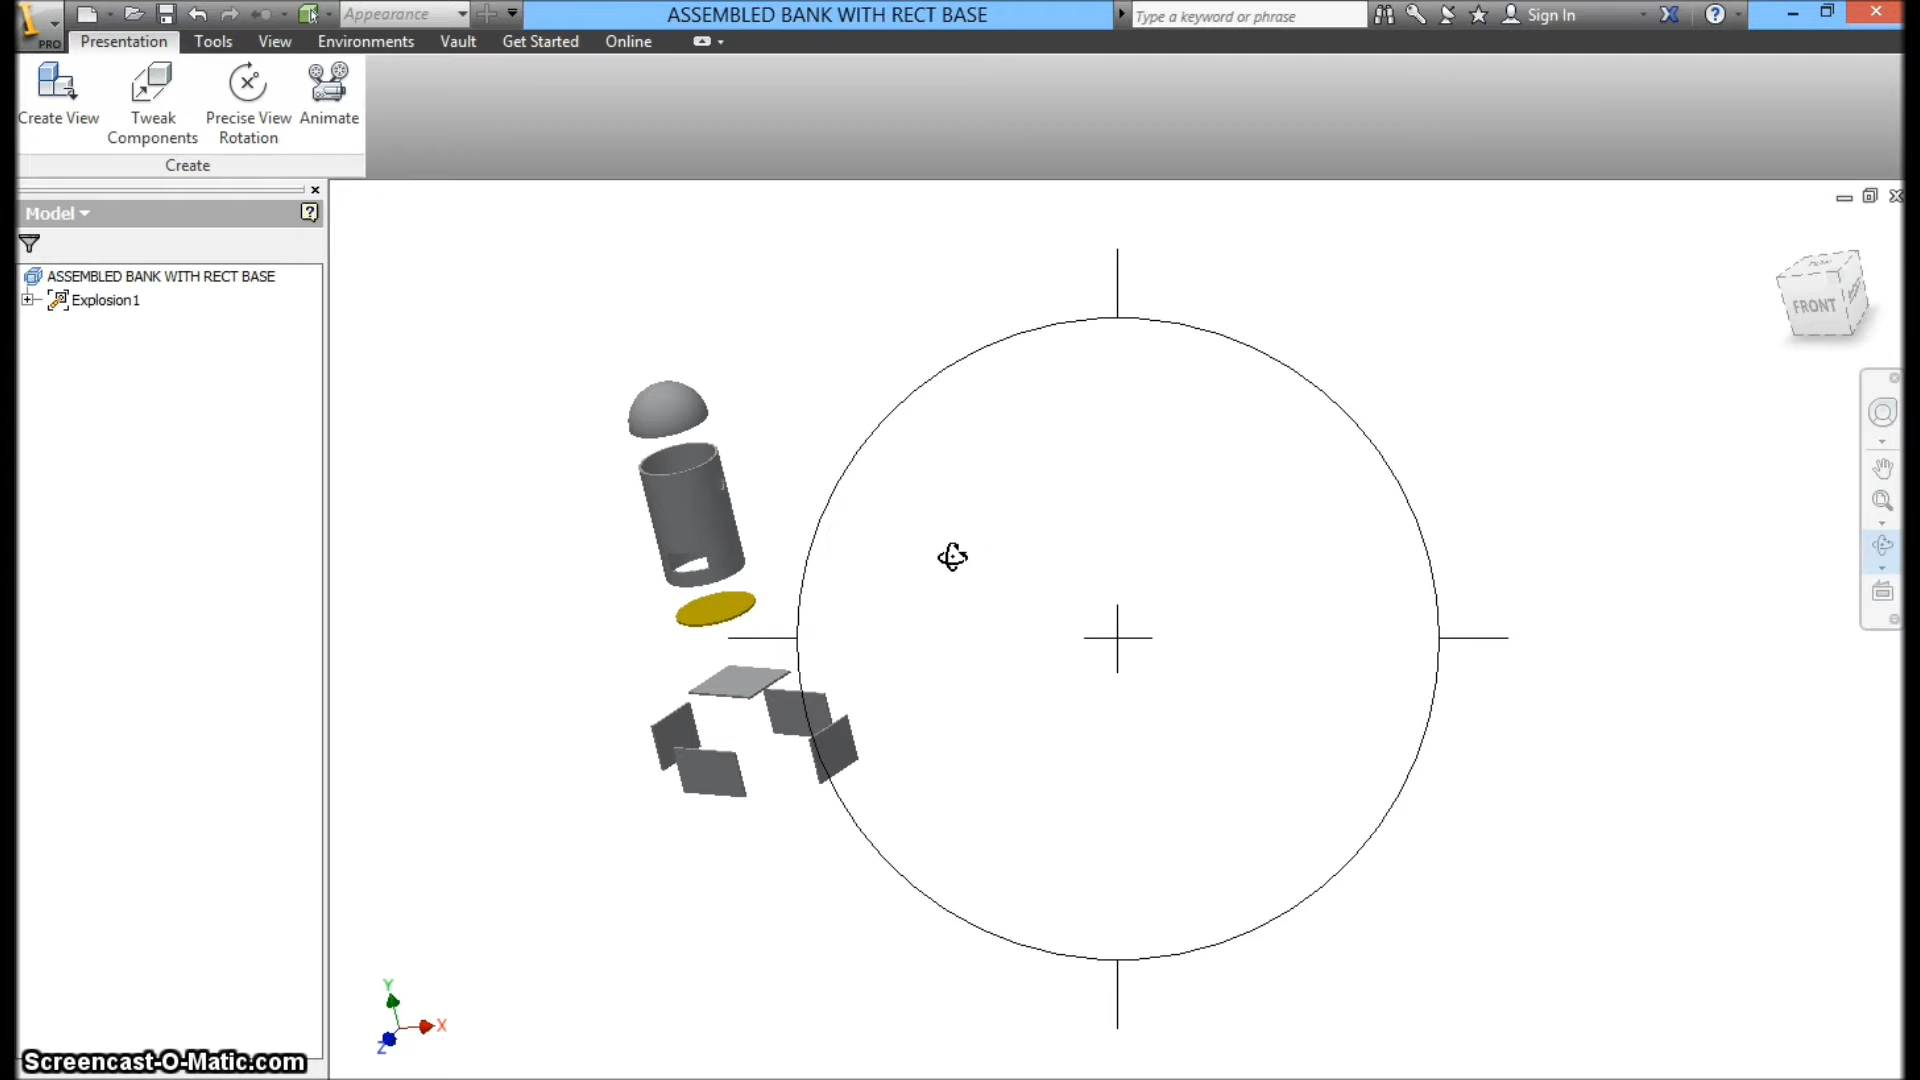 PRO
Appearance
ASSEMBLED BANK WITH RECT BASE
Type a keyword or phrase
Sign In
Presentation Tools View Environments Vault Get Started Online
Create View
Tweak Components
Precise View Rotation
Animate
Create
Model
ASSEMBLED BANK WITH RECT BASE
Explosion1
FRONT
Y
X
Z
Screencast-O-Matic.com